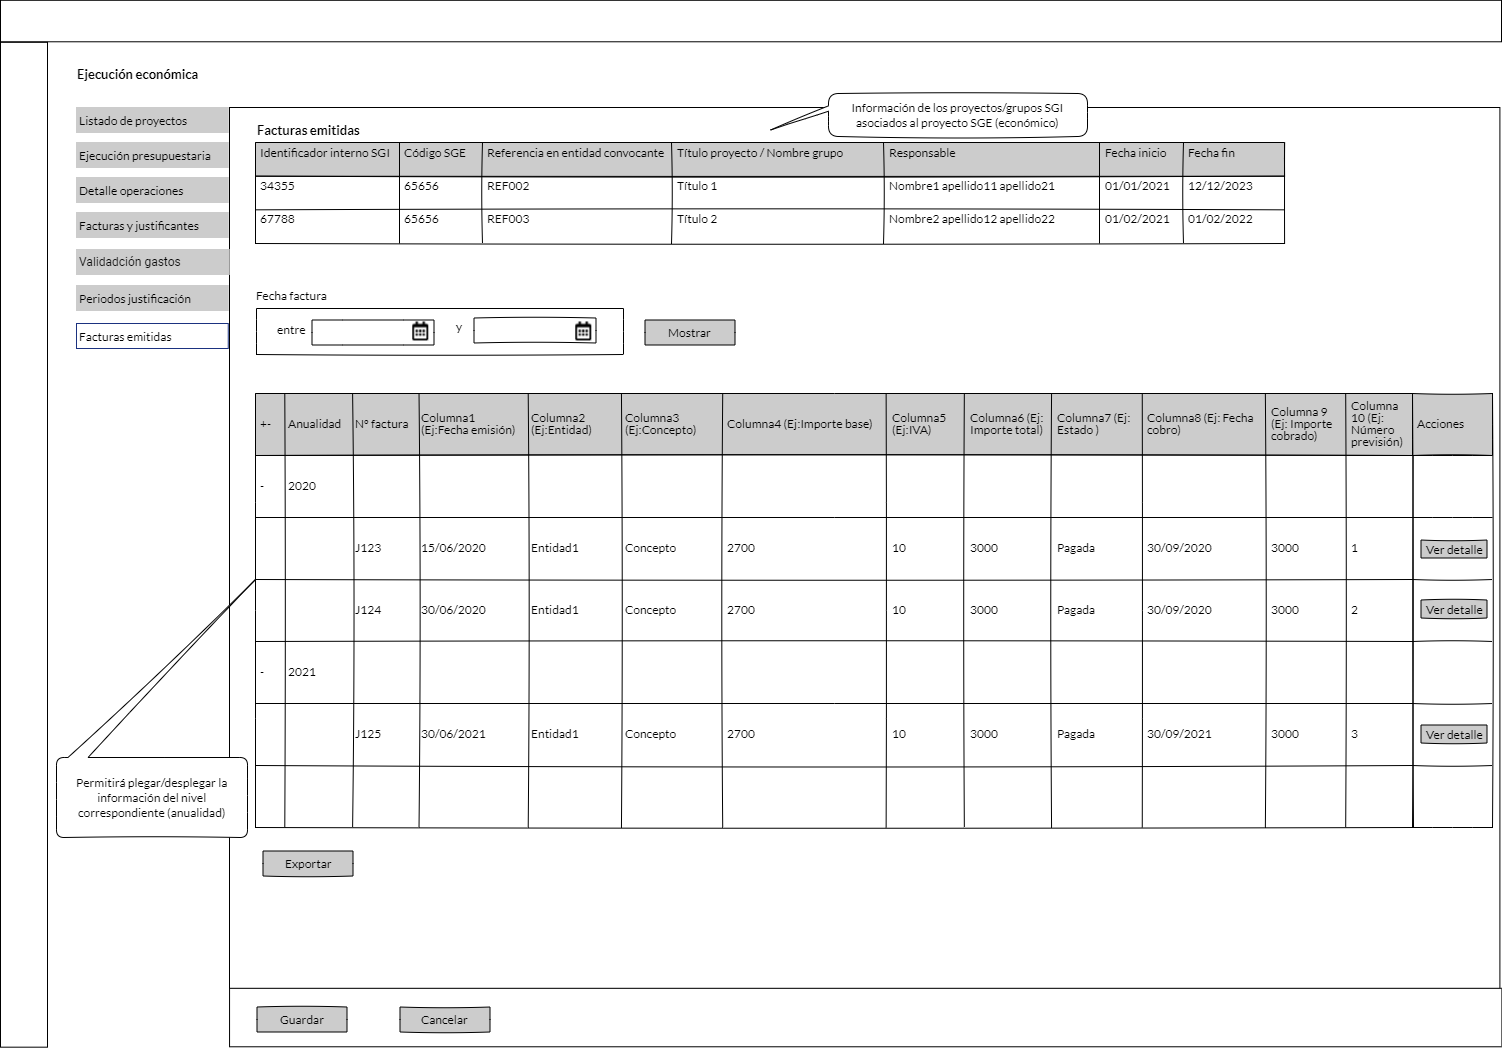 Ejecución económica
Listado de proyectos
Ejecución presupuestaria
Detalle operaciones
Facturas y justificantes
Validadción gastos
Periodos justificación
Facturas emitidas
Información de los proyectos/grupos SGI
asociados al proyecto SGE (económico)
Facturas emitidas
Identificador interno SGI Código SGE Referencia en entidad convocante Título proyecto / Nombre grupo Responsable Fecha inicio Fecha fin
34355 65656 REF002 Título 1 Nombre1 apellido11 apellido21 01/01/2021 12/12/2023
67788 65656 REF003 Título 2 Nombre2 apellido12 apellido22 01/02/2021 01/02/2022
Fecha factura
entre y Mostrar
+-
Anualidad
Nº factura
Columna1
(Ej:Fecha emisión)
Columna2
(Ej:Entidad)
Columna3
(Ej:Concepto)
Columna4 (Ej:Importe base)
Columna5
(Ej:IVA)
Columna6 (Ej:
Importe total)
Columna7 (Ej:
Estado )
Columna8 (Ej: Fecha
cobro)
Columna 9
(Ej: Importe
cobrado)
Columna
10 (Ej:
Número
previsión)
Acciones
- 2020
J123 15/06/2020 Entidad1 Concepto 2700 10 3000 Pagada 30/09/2020 3000 1 Ver detalle
J124 30/06/2020 Entidad1 Concepto 2700 10 3000 Pagada 30/09/2020 3000 2 Ver detalle
- 2021
J125 30/06/2021 Entidad1 Concepto 2700 10 3000 Pagada 30/09/2021 3000 3 Ver detalle
Permitirá plegar/desplegar la
información del nivel
correspondiente (anualidad)
Exportar
Guardar Cancelar